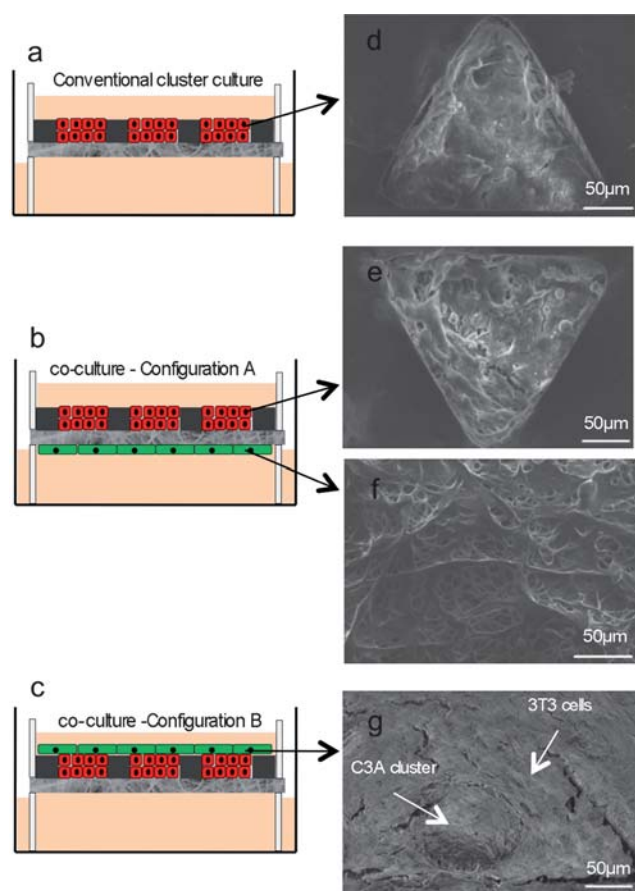 a
Conventional cluster culture
d
50µm
b
co-culture - Configuration A
e
50µm
f
50µm
c
co-culture -Configuration B
g
3T3 cells
C3A cluster
50µm